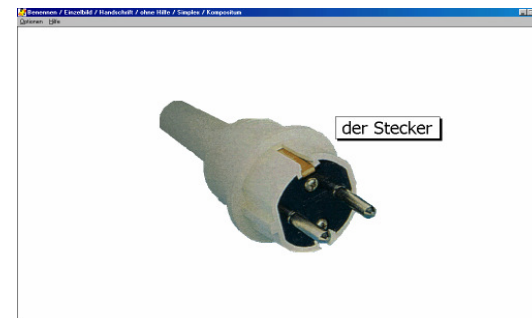 Benennen / Einzelbild / Handschrift / ohne Hilfe / Simplex / Kompositum
Optionen Hilfe
der Stecker